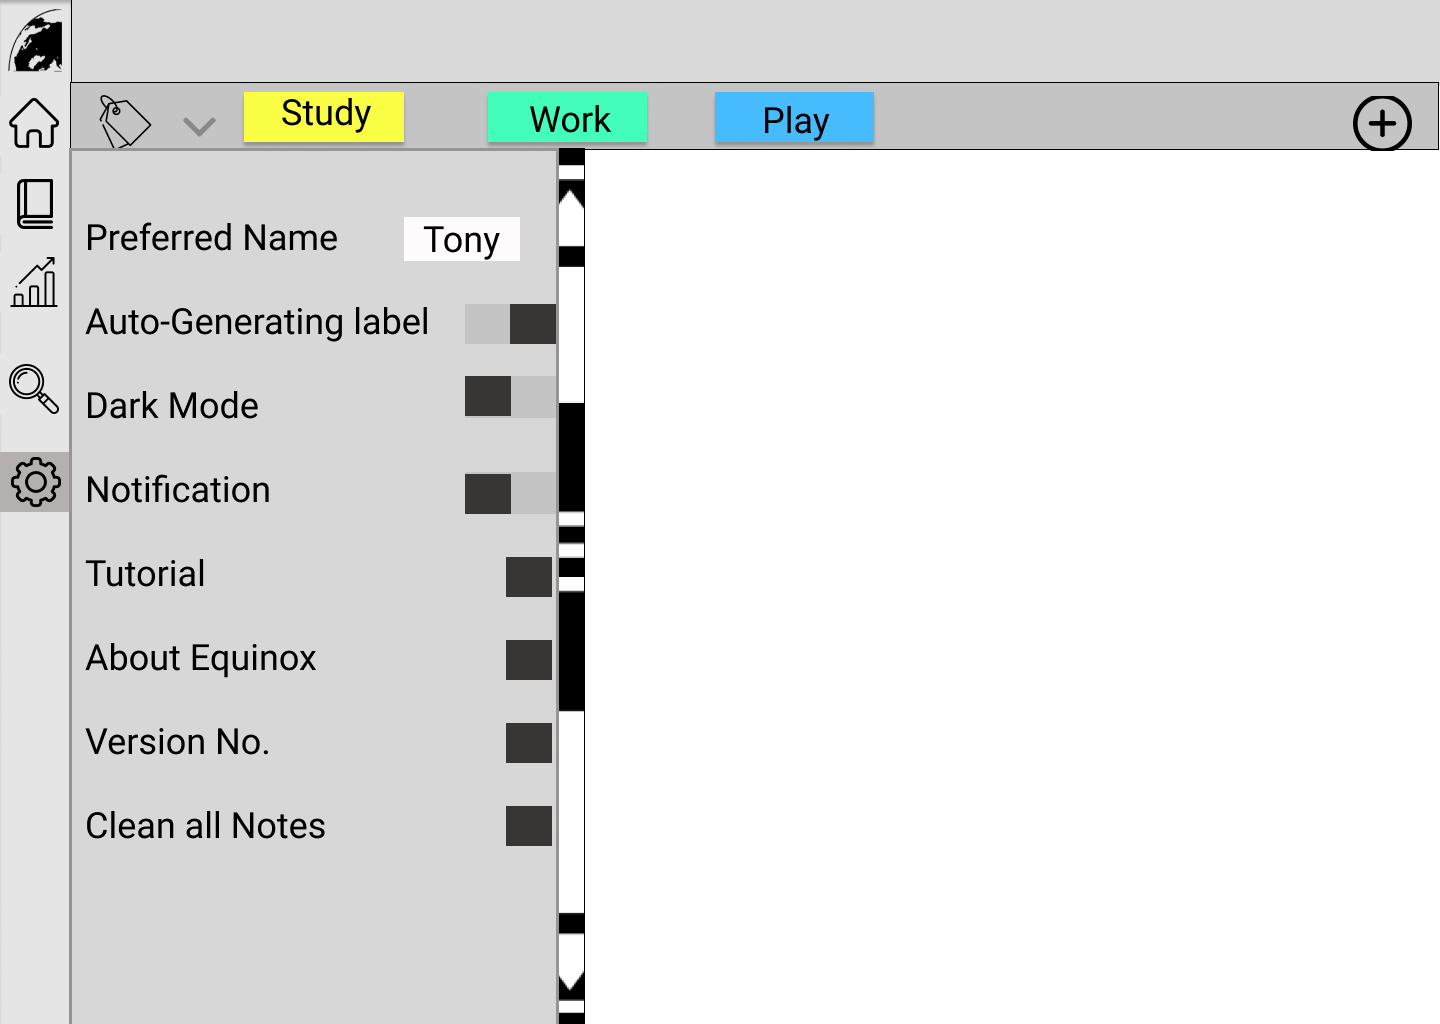 Study
Work
Play
Preferred Name
Tony
Auto-Generating label
Dark Mode
Notification
Tutorial
About Equinox
Version No.
Clean all Notes